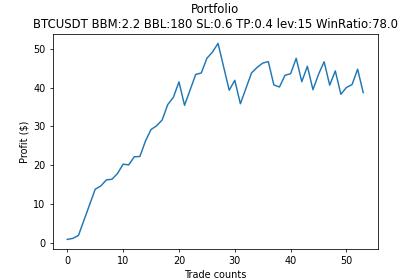 Portfolio
BTCUSDT BBM:2.2 BBL:180 SL:0.6 TP:0.4 lev:15 WinRatio:78.0
Profit ($)
50
40
30
20
10
0
0 10 20 30 40 50
Trade counts